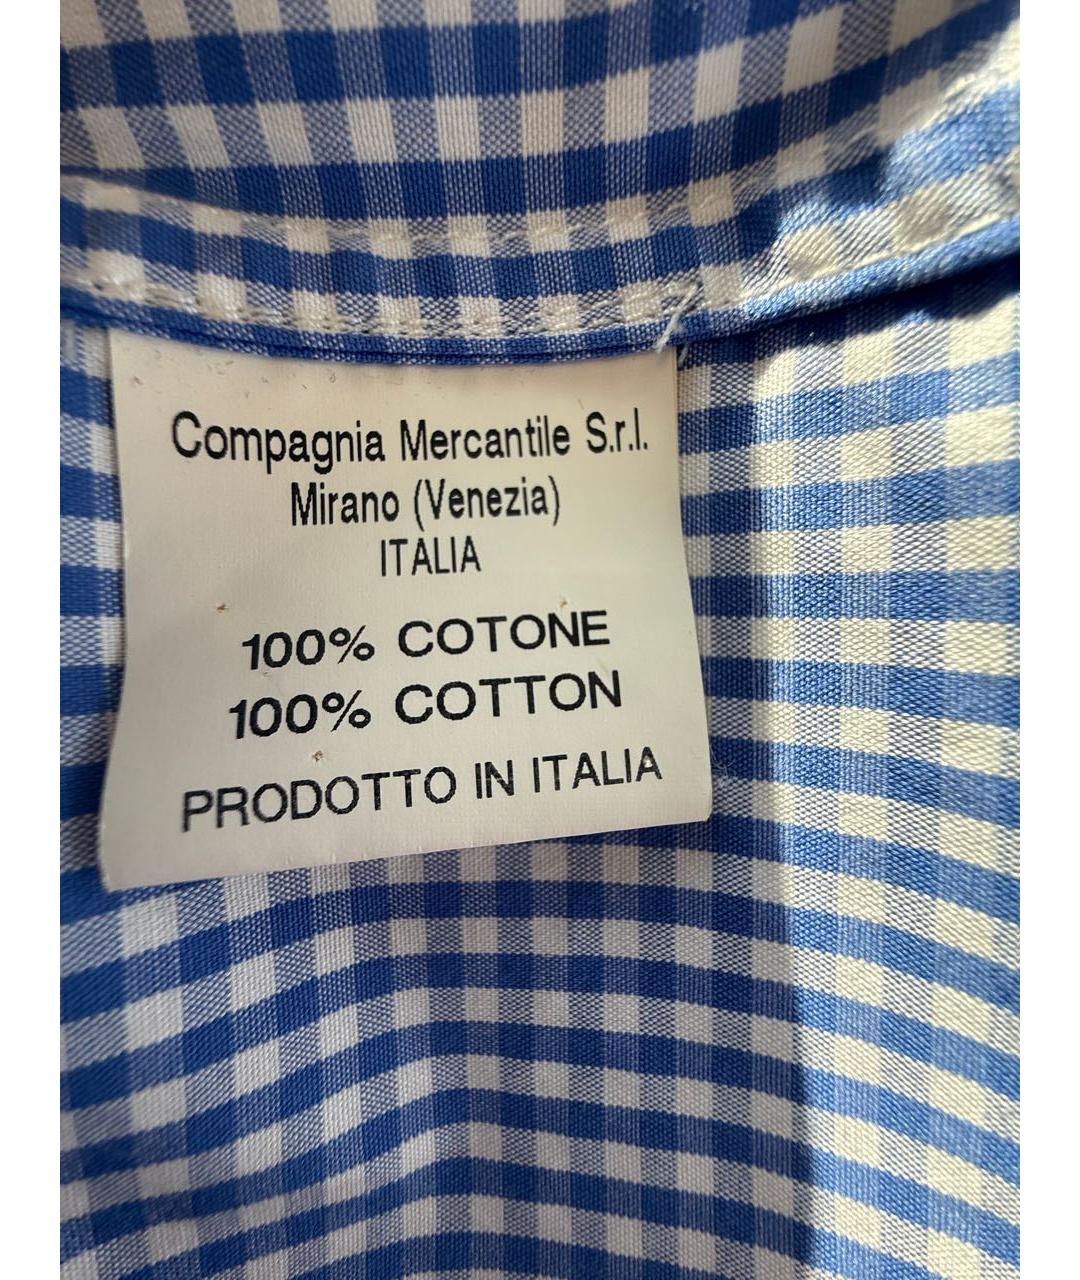 Compagnia Mercantile S.r.l.
Mirano (Venezia)
ITALIA
100% COTONE
100% COTTON
PRODOTTO IN ITALIA